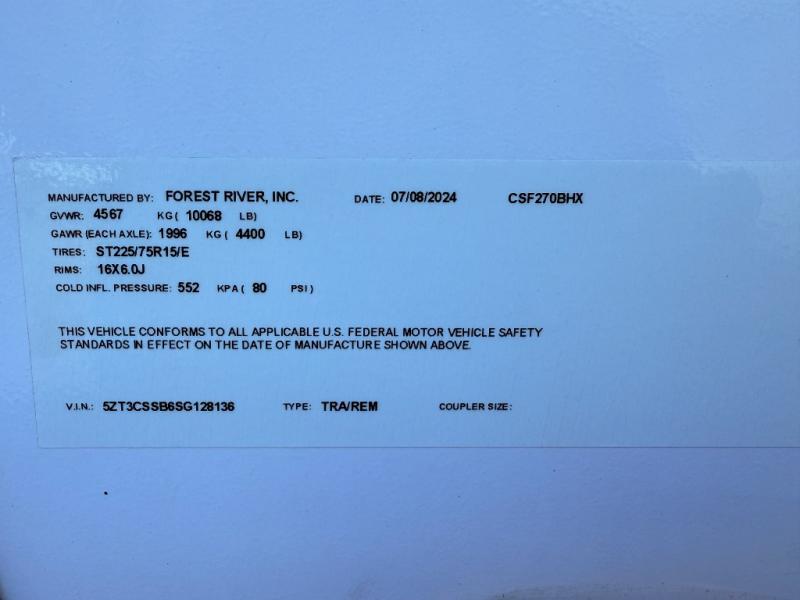 MANUFACTURED BY: FOREST RIVER, INC. DATE: 07/08/2024 CSF270BHX
GVWR: 4567 KG( 10068 LB)
GAWR (EACH AXLE): 1996 KG ( 4400 LB)
TIRES: ST225/75R15/E
RIMS: 16X6.0J
COLD INFL. PRESSURE: 552 KPA ( 80 PSI )
THIS VEHICLE CONFORMS TO ALL APPLICABLE U.S. FEDERAL MOTOR VEHICLE SAFETY
STANDARDS IN EFFECT ON THE DATE OF MANUFACTURE SHOWN ABOVE.
V.I.N.: 5ZT3CSSB6SG128136 TYPE: TRA/REM COUPLER SIZE: